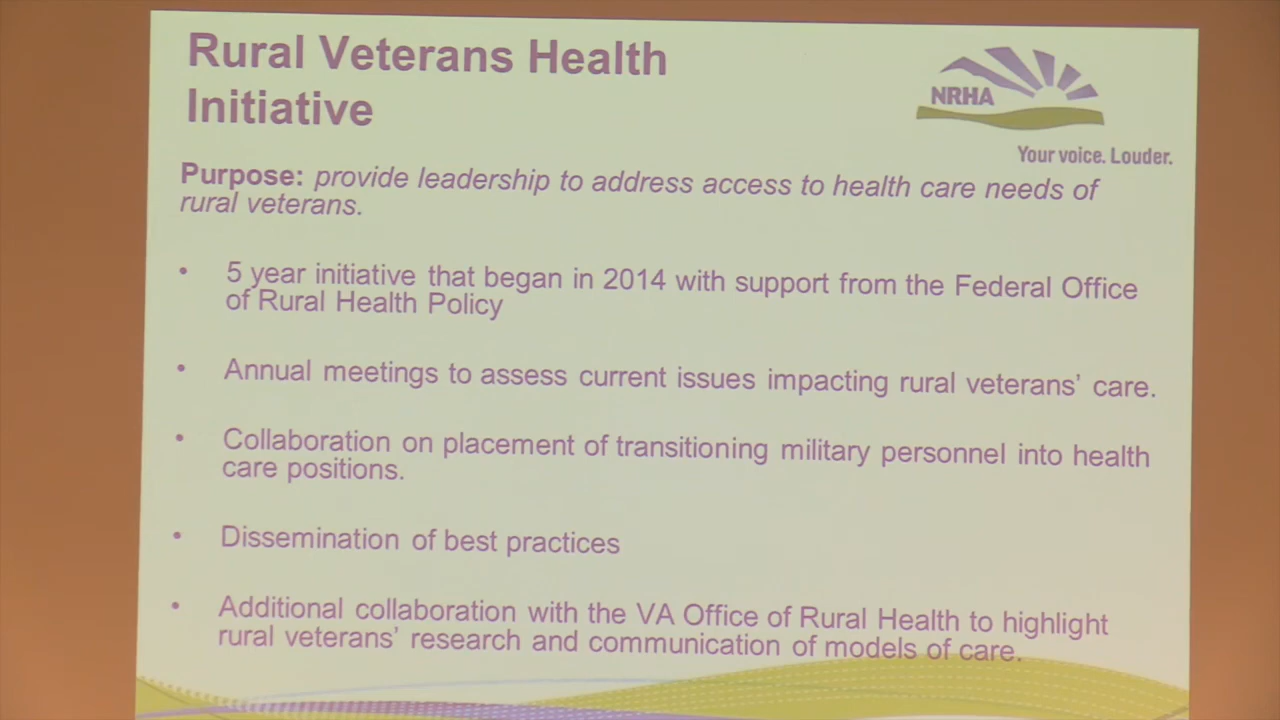 Rural Veterans Health
Initiative
NRHA
Your voice. Louder.
Purpose: provide leadership to address access to health care needs of
rural veterans.
• 5 year initiative that began in 2014 with support from the Federal Office
of Rural Health Policy
• Annual meetings to assess current issues impacting rural veterans’ care.
• Collaboration on placement of transitioning military personnel into health
care positions.
• Dissemination of best practices
• Additional collaboration with the VA Office of Rural Health to highlight
rural veterans’ research and communication of models of care.